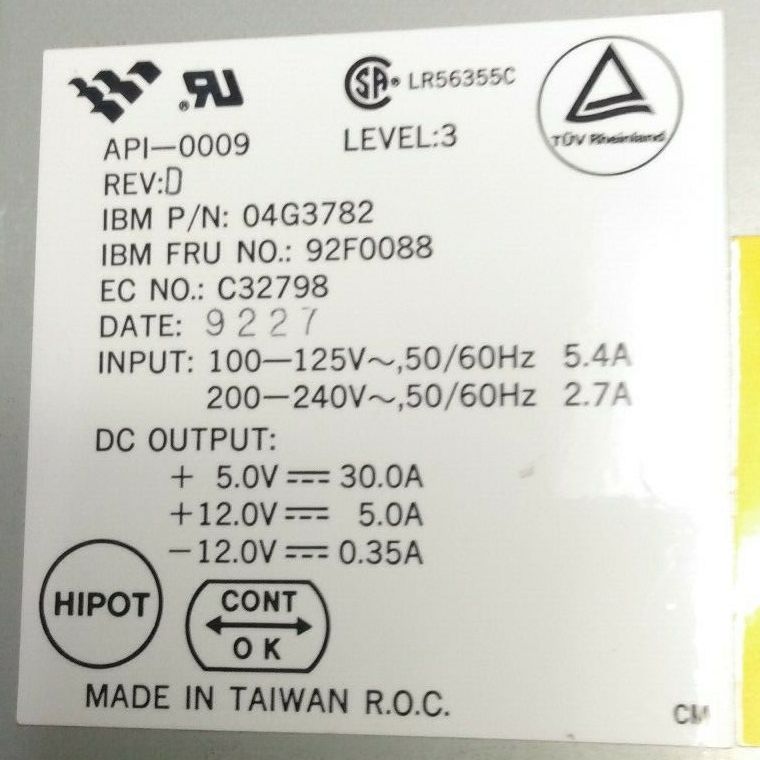 LR56355C
API—0009
LEVEL:3
TÜV Rheinland
REV:D
IBM P/N: 04G3782
IBM FRU NO.: 92F0088
EC NO.: C32798
DATE: 9227
INPUT: 100—125V～,50/60Hz 5.4A
200—240V～,50/60Hz 2.7A
DC OUTPUT:
+ 5.0V⎓30.0A
+12.0V⎓ 5.0A
−12.0V⎓0.35A
HIPOT
CONT
OK
MADE IN TAIWAN R.O.C.
CM